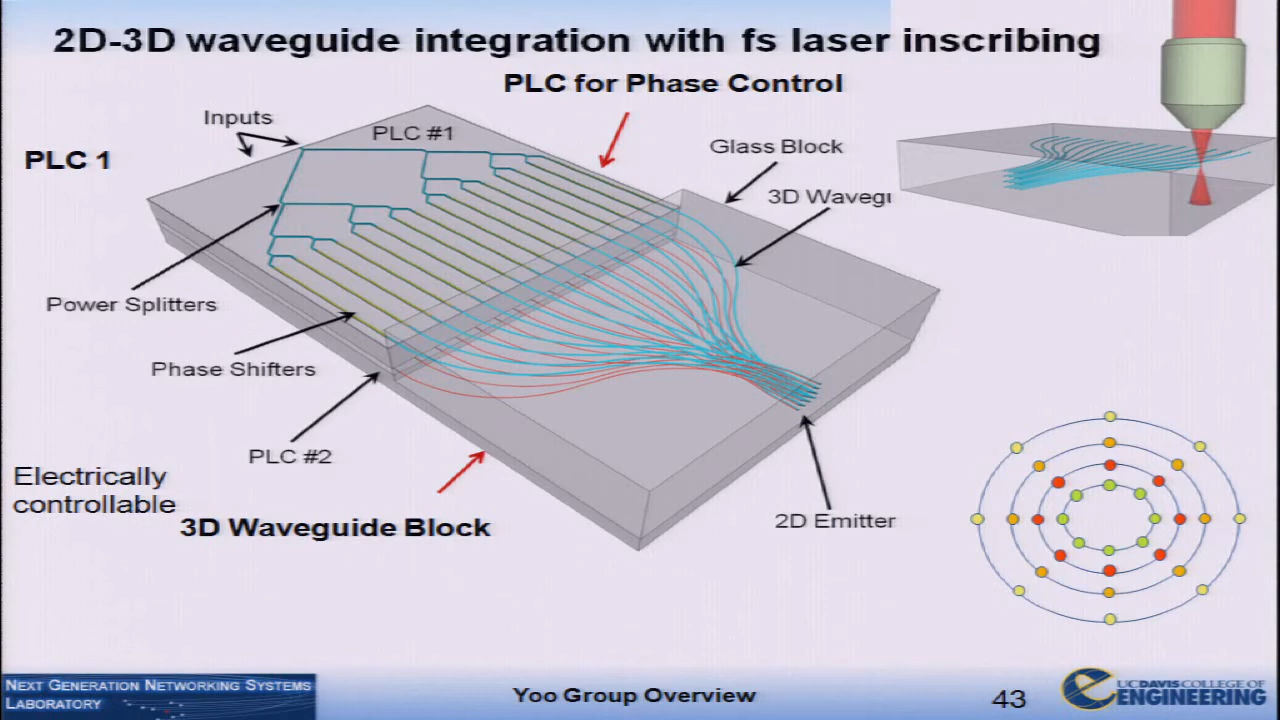 2D-3D waveguide integration with fs laser inscribing
PLC for Phase Control
Inputs
PLC #1
PLC 1
Glass Block
3D Wavegu
Power Splitters
Phase Shifters
PLC #2
Electrically
controllable
3D Waveguide Block
2D Emitter
NEXT GENERATION NETWORKING SYSTEMS
LABORATORY
Yoo Group Overview
43
UCDAVIS COLLEGE OF
ENGINEERING